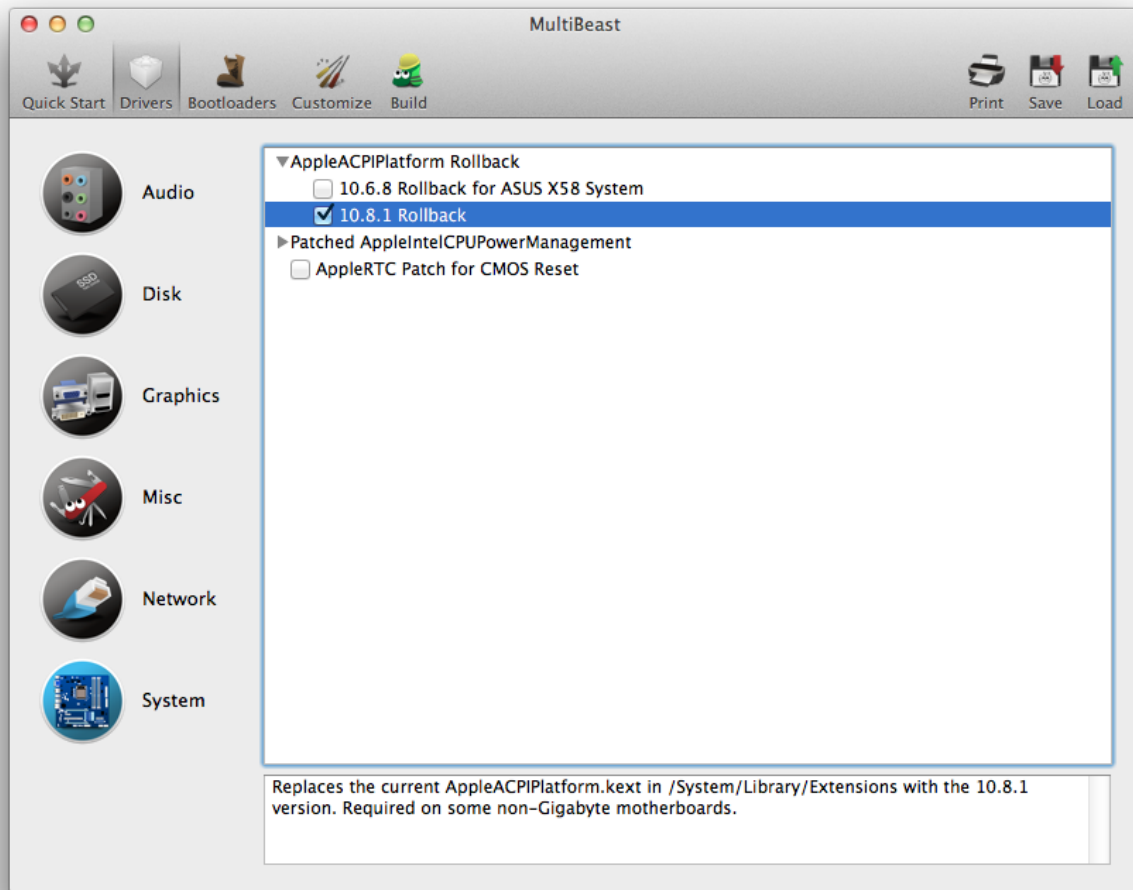 MultiBeast
Quick Start Drivers Bootloaders Customize Build Print Save Load
Audio
Disk
Graphics
Misc
Network
System
AppleACPIPlatform Rollback
10.6.8 Rollback for ASUS X58 System
10.8.1 Rollback
Patched AppleIntelCPUPowerManagement
AppleRTC Patch for CMOS Reset
Replaces the current AppleACPIPlatform.kext in /System/Library/Extensions with the 10.8.1
version. Required on some non-Gigabyte motherboards.